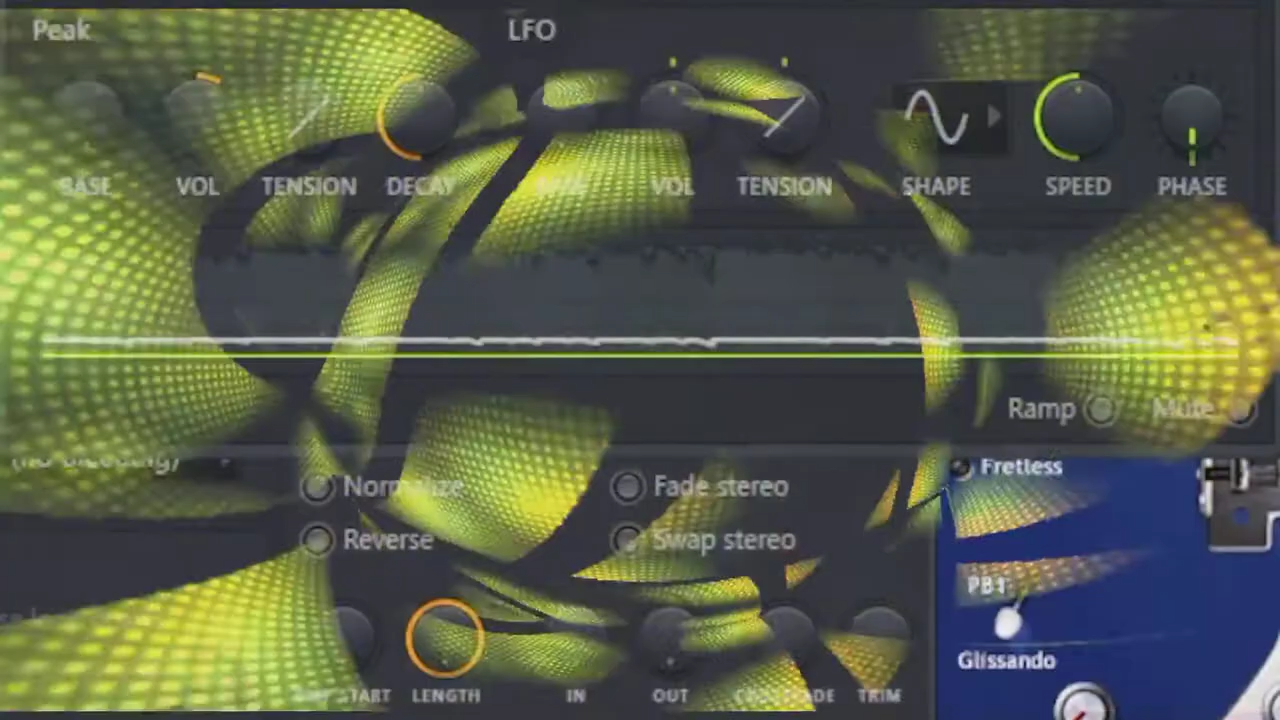 Peak LFO
BASE VOL TENSION DECAY VOL TENSION SHAPE SPEED PHASE
Ramp Mute
Fretless
Normalize Fade stereo
Reverse Swap stereo
PB1
Glissando
LENGTH IN OUT TRIM